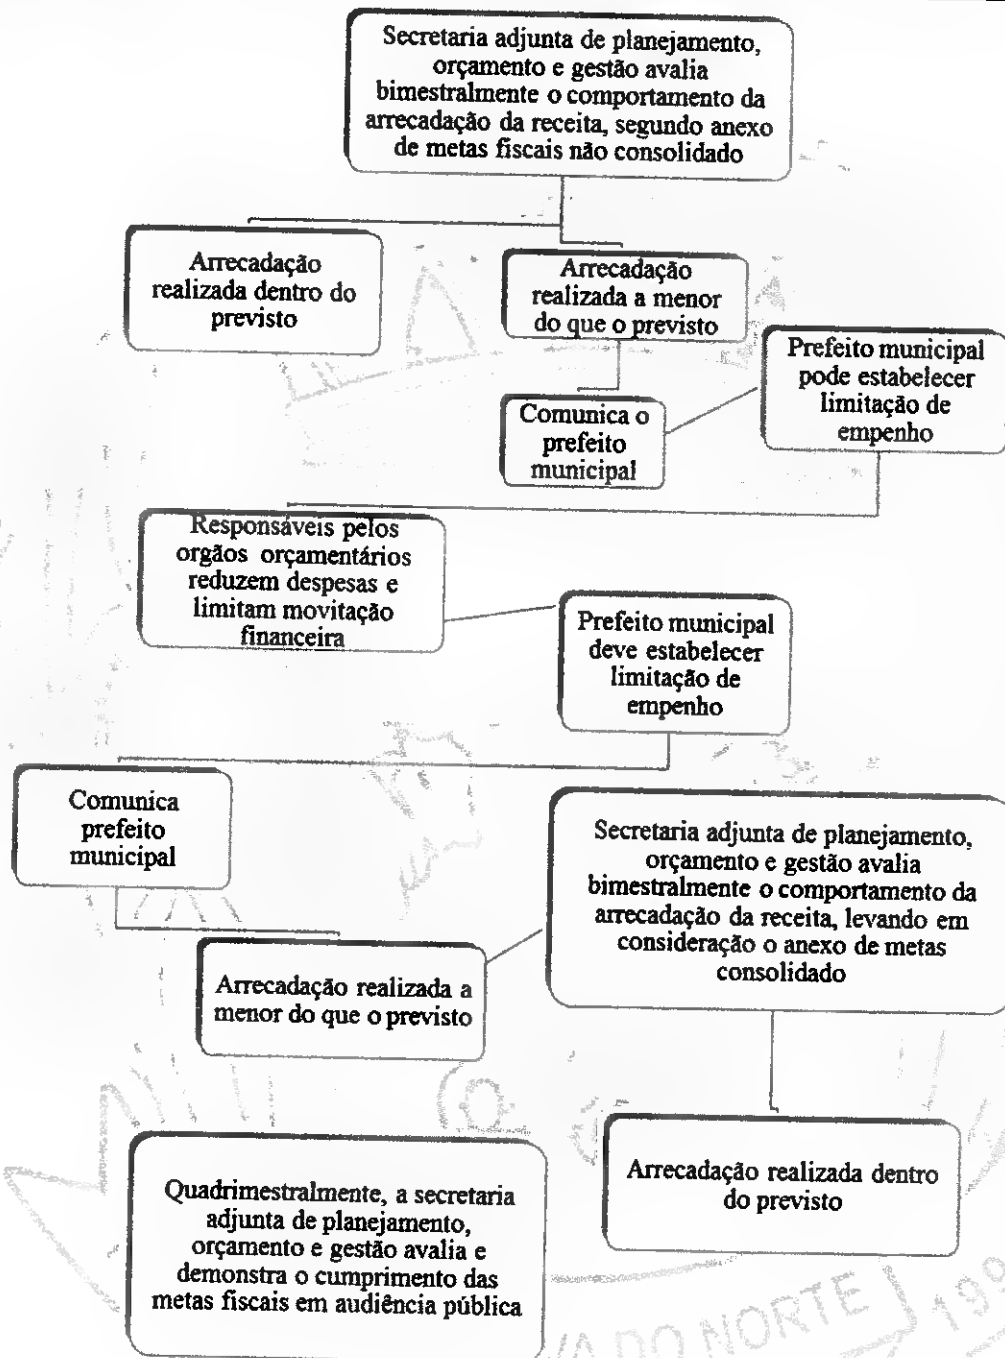 Secretaria adjunta de planejamento,
orçamento e gestão avalia
bimestralmente o comportamento da
arrecadação da receita, segundo anexo
de metas fiscais não consolidado
Arrecadação
realizada dentro do
previsto
Arrecadação
realizada a menor
do que o previsto
Prefeito municipal
pode estabelecer
limitação de
empenho
Comunica o
prefeito
municipal
Responsáveis pelos
orgãos orçamentários
reduzem despesas e
limitam movitação
financeira
Prefeito municipal
deve estabelecer
limitação de
empenho
Comunica
prefeito
municipal
Secretaria adjunta de planejamento,
orçamento e gestão avalia
bimestralmente o comportamento da
arrecadação da receita, levando em
consideração o anexo de metas
consolidado
Arrecadação realizada a
menor do que o previsto
Arrecadação realizada dentro
do previsto
Quadrimestralmente, a secretaria
adjunta de planejamento,
orçamento e gestão avalia e
demonstra o cumprimento das
metas fiscais em audiência pública
DO NORTE